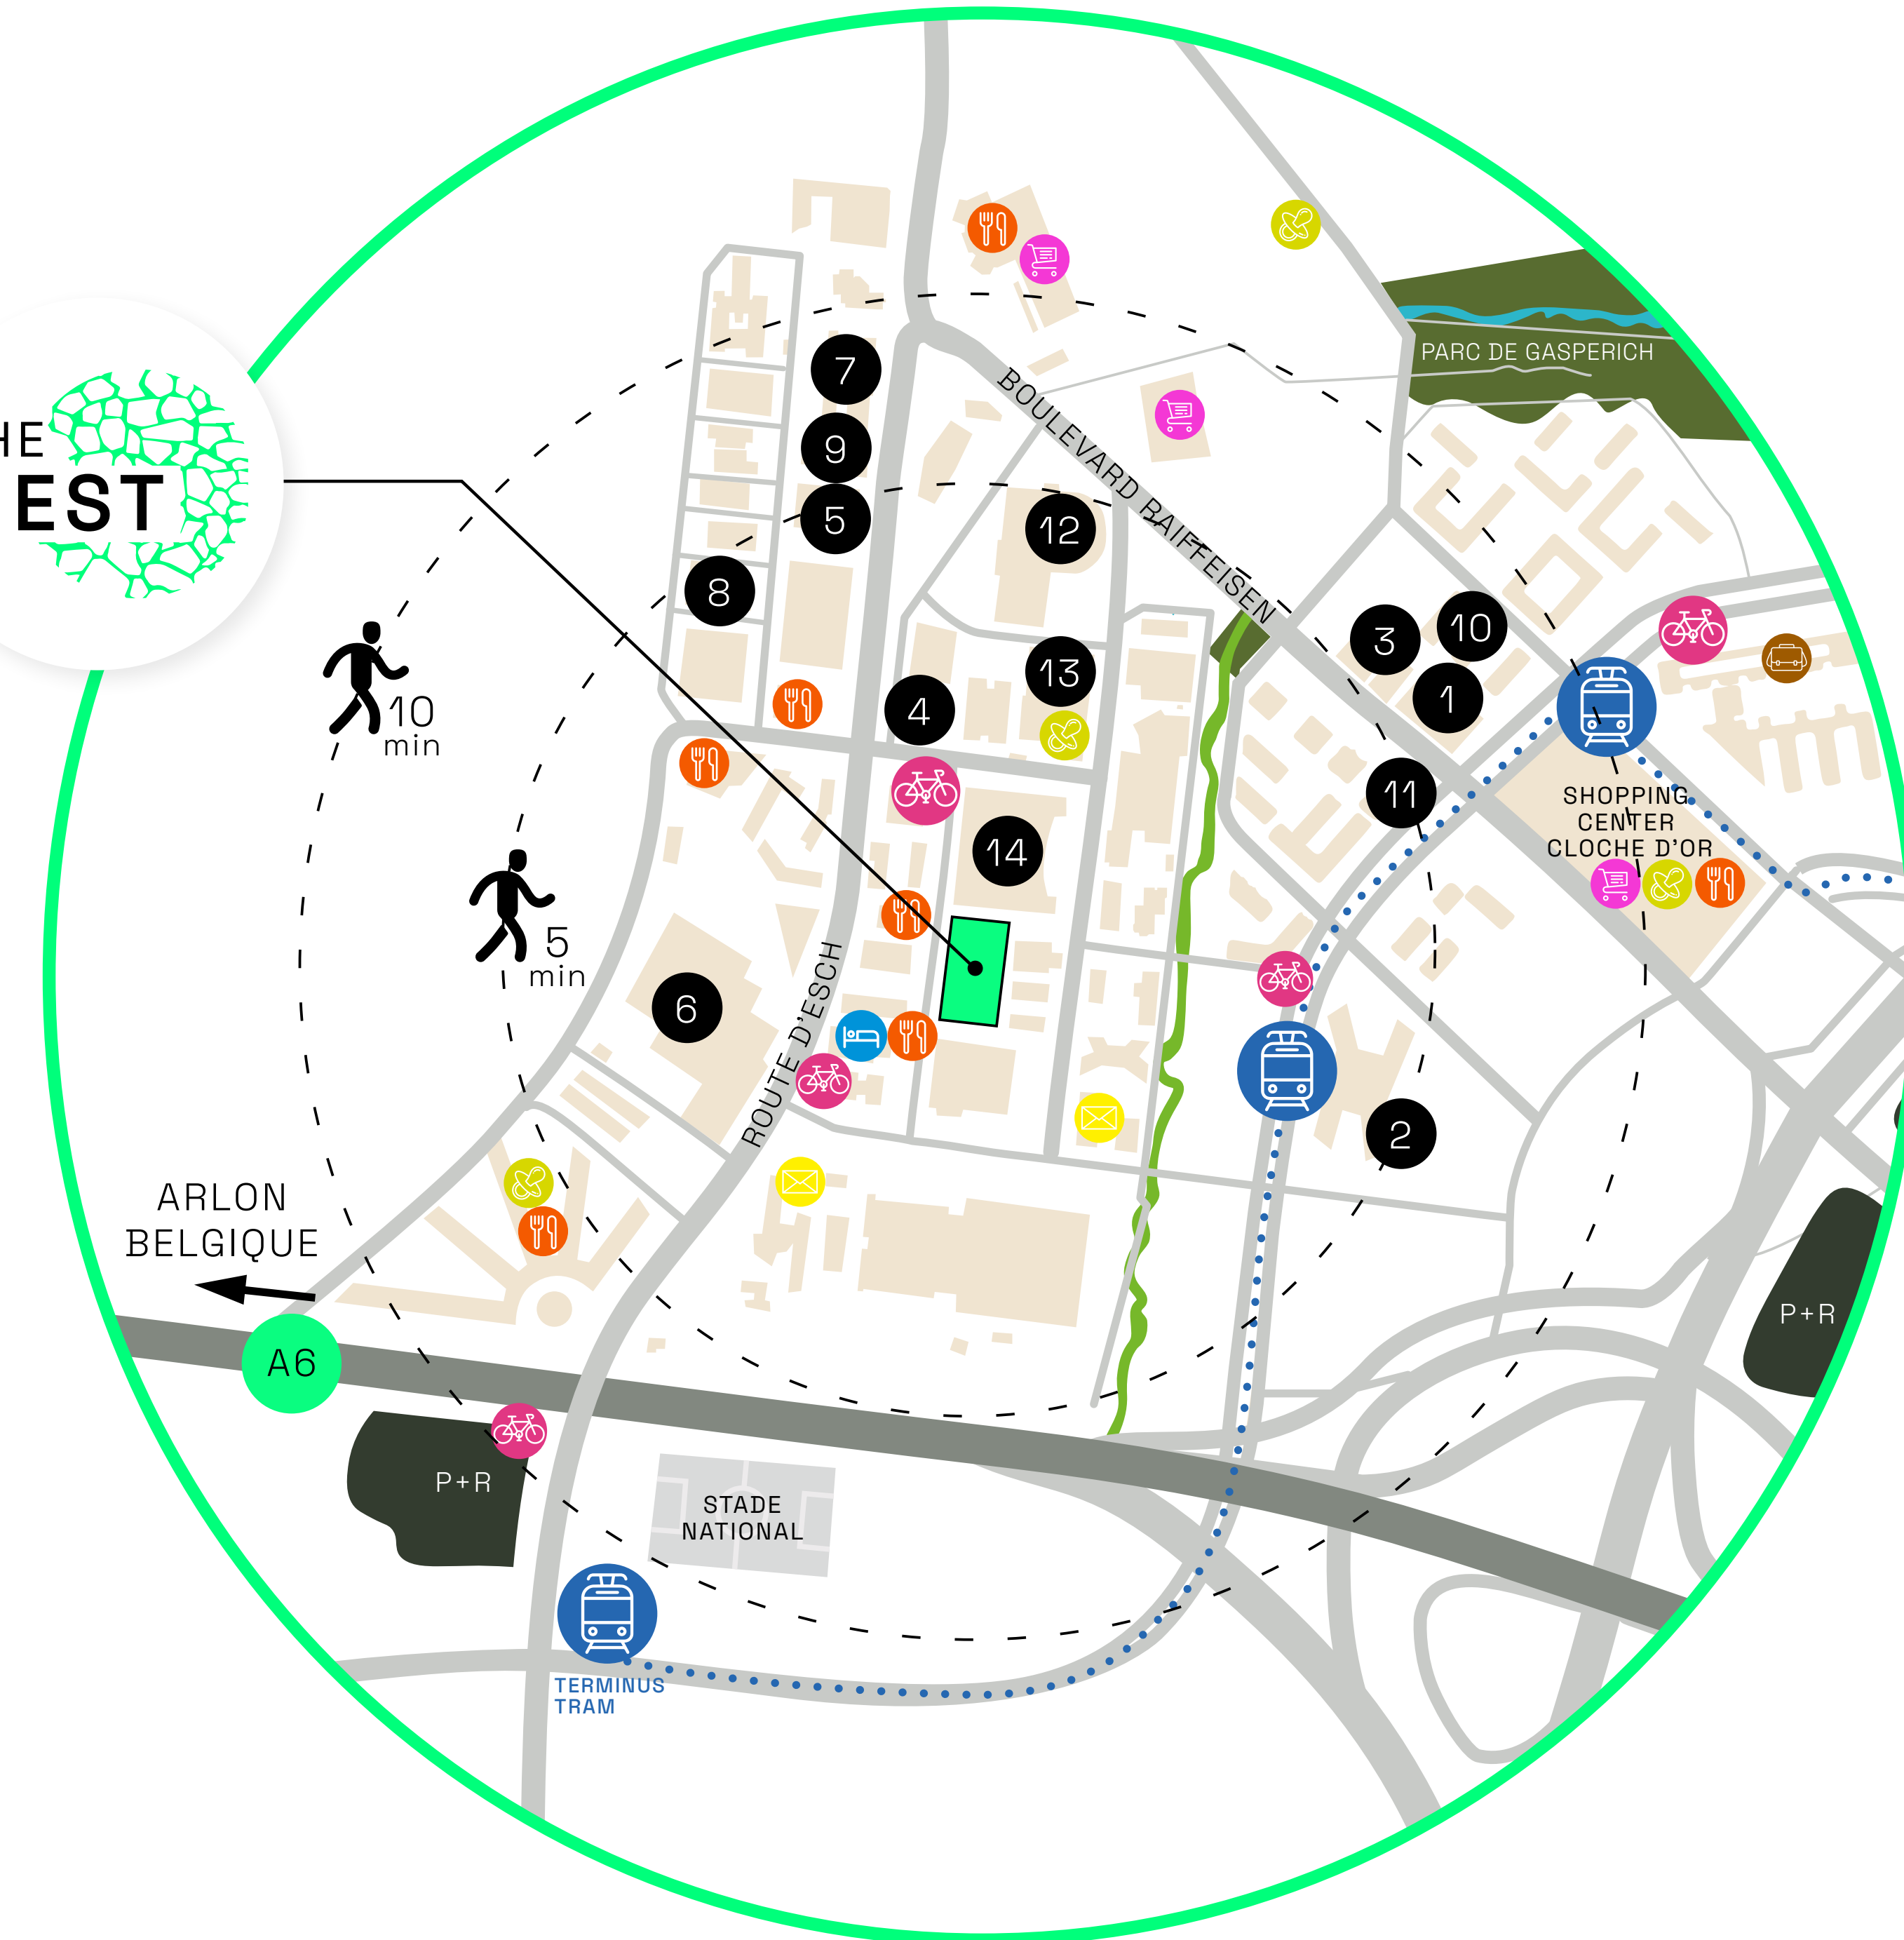 HE
EST
7
9
5
8
12
13
4
14
6
3
10
1
11
2
BOULEVARD RAIFFEISEN
PARC DE GASPERICH
SHOPPING
CENTER
CLOCHE D'OR
10
min
5
min
ROUTE D'ESCH
ARLON
BELGIQUE
A6
P+R
P+R
STADE
NATIONAL
TERMINUS
TRAM